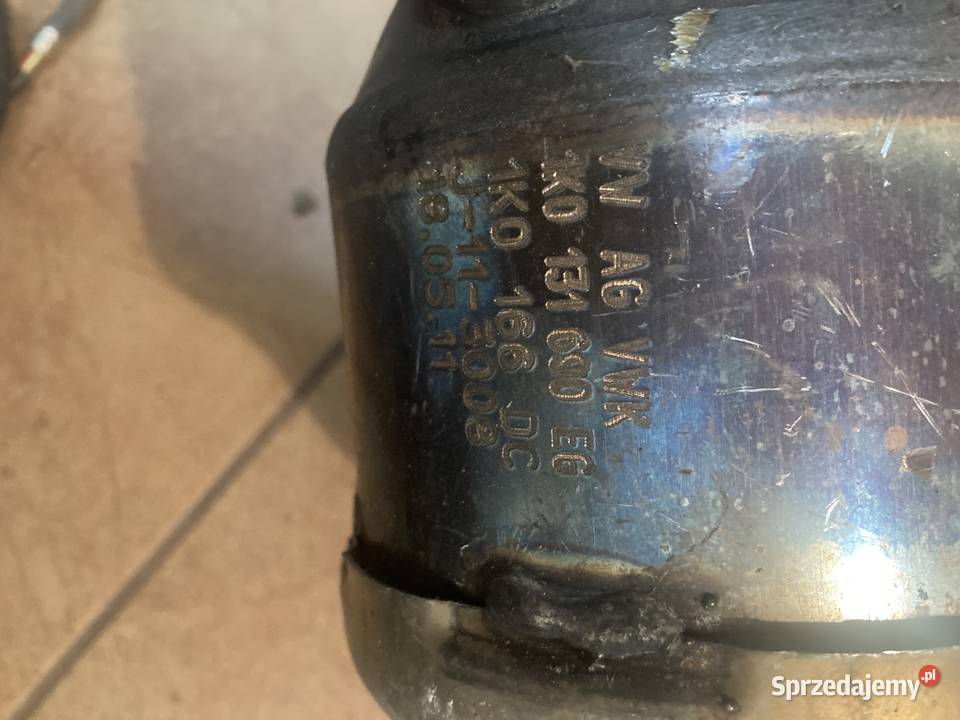 VW AG VWK
1K0 131 690 EG
1K0 166 DC
J-11-3008
18.05.11
Sprzedajemy.pl